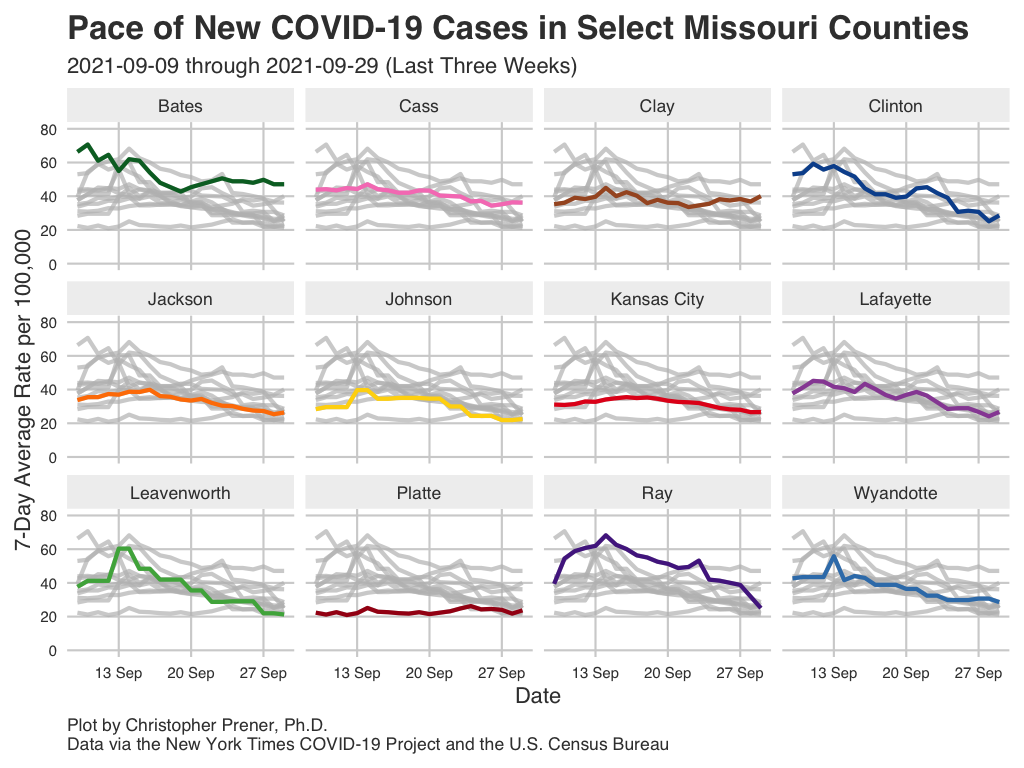 Pace of New COVID-19 Cases in Select Missouri Counties
2021-09-09 through 2021-09-29 (Last Three Weeks)
7-Day Average Rate per 100,000
Bates Cass Clay Clinton
80
60
40
20
0
Jackson Johnson Kansas City Lafayette
80
60
40
20
0
Leavenworth Platte Ray Wyandotte
80
60
40
20
0
13 Sep 20 Sep 27 Sep 13 Sep 20 Sep 27 Sep 13 Sep 20 Sep 27 Sep 13 Sep 20 Sep 27 Sep
Date
Plot by Christopher Prener, Ph.D.
Data via the New York Times COVID-19 Project and the U.S. Census Bureau